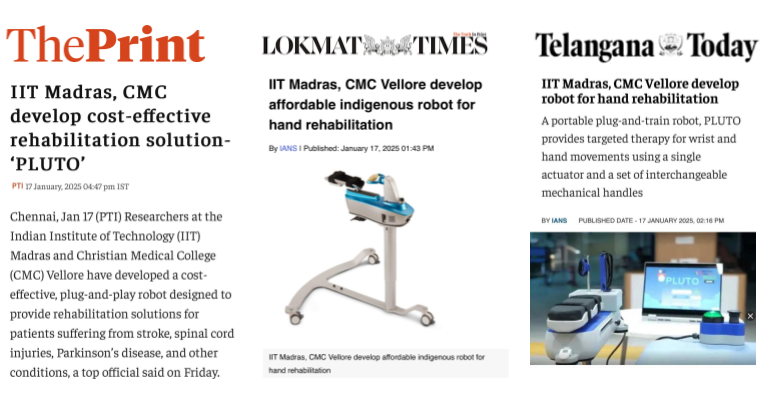 ThePrint
IIT Madras, CMC
develop cost-effective
rehabilitation solution-
‘PLUTO’
PTI 17 January, 2025 04:47 pm IST
Chennai, Jan 17 (PTI) Researchers at the
Indian Institute of Technology (IIT)
Madras and Christian Medical College
(CMC) Vellore have developed a cost-
effective, plug-and-play robot designed to
provide rehabilitation solutions for
patients suffering from stroke, spinal cord
injuries, Parkinson’s disease, and other
conditions, a top official said on Friday.
LOKMAT TIMES
IIT Madras, CMC Vellore develop
affordable indigenous robot for
hand rehabilitation
By IANS | Published: January 17, 2025 01:43 PM
IIT Madras, CMC Vellore develop affordable indigenous robot for
hand rehabilitation
Telangana Today
IIT Madras, CMC Vellore develop
robot for hand rehabilitation
A portable plug-and-train robot, PLUTO
provides targeted therapy for wrist and
hand movements using a single
actuator and a set of interchangeable
mechanical handles
BY IANS PUBLISHED DATE - 17 JANUARY 2025, 02:16 PM
PLUTO